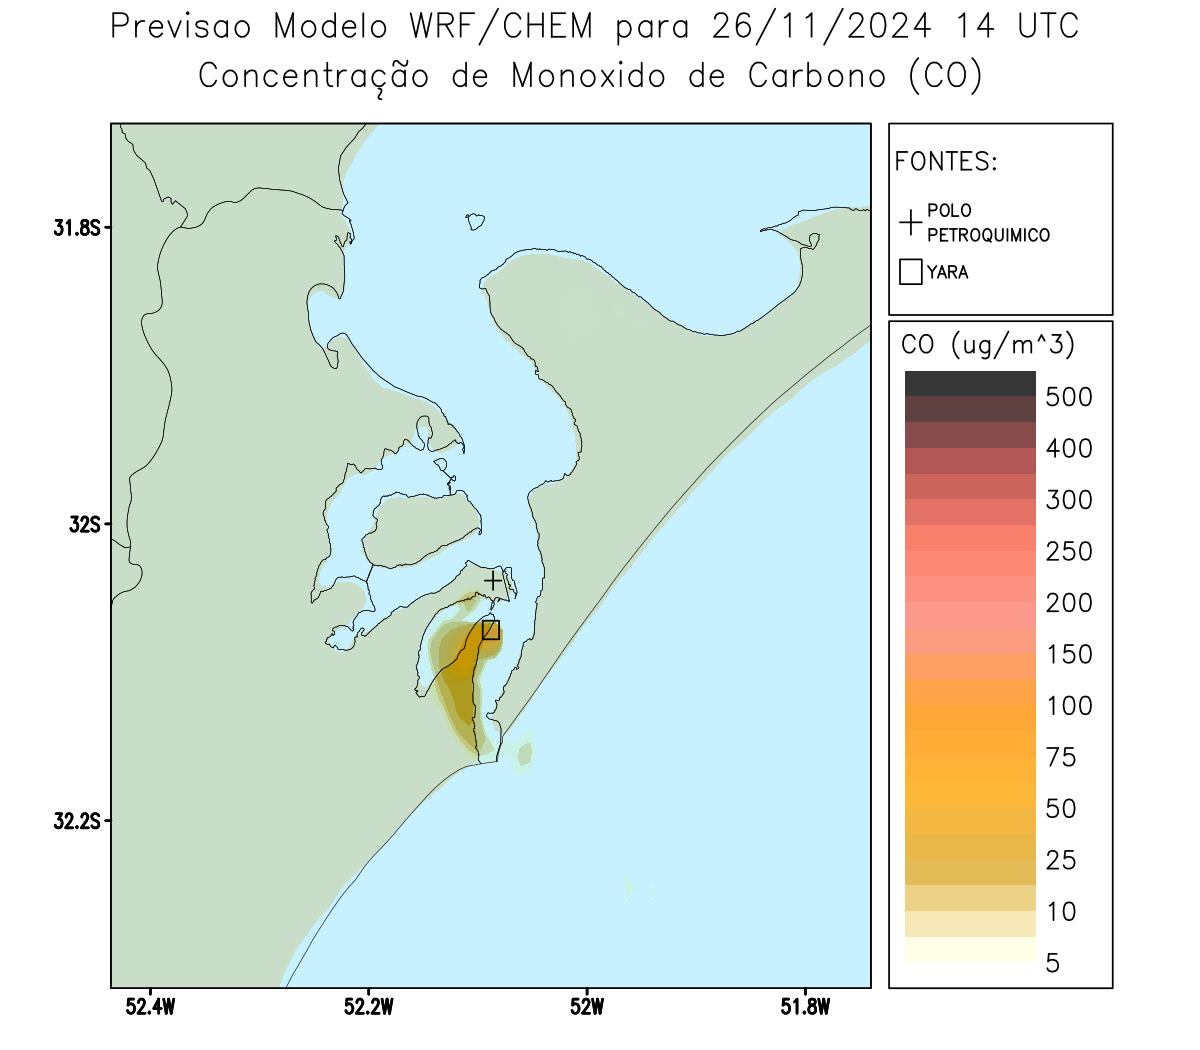 Previsao Modelo WRF/CHEM para 26/11/2024 14 UTC
Concentração de Monoxido de Carbono (CO)
FONTES:
POLO
PETROQUIMICO
YARA
CO (ug/m^3)
500
400
300
250
200
150
100
75
50
25
10
5
31.8S
32S
32.2S
52.4W
52.2W
52W
51.8W